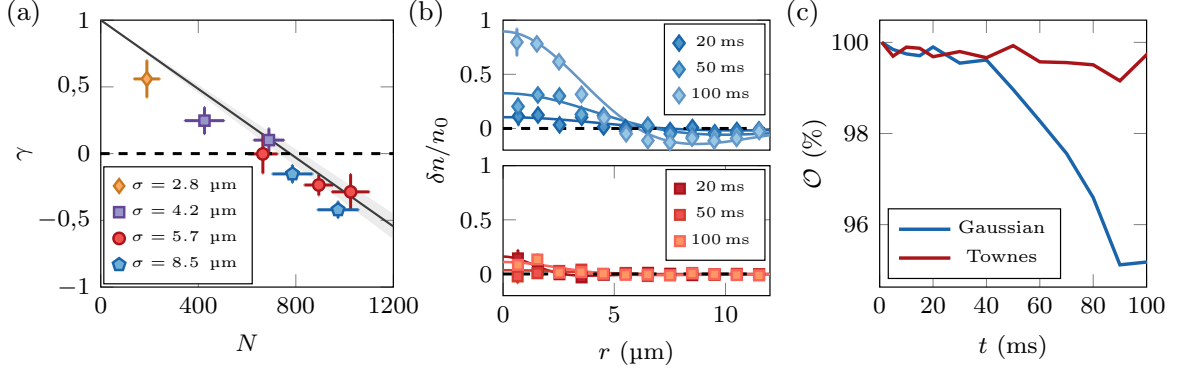 (a)
1
0,5
0
−0,5
−1
γ
σ = 2.8 µm
σ = 4.2 µm
σ = 5.7 µm
σ = 8.5 µm
0
400
800
1200
N
(b)
1
0.5
0
δn/n₀
20 ms
50 ms
100 ms
1
0.5
0
20 ms
50 ms
100 ms
0
5
10
r (µm)
(c)
100
98
96
𝒪 (%)
Gaussian
Townes
0
20
40
60
80
100
t (ms)